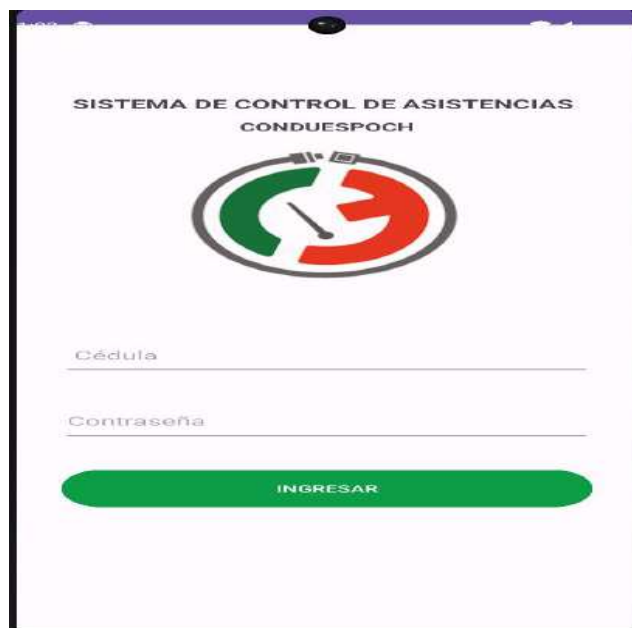 SISTEMA DE CONTROL DE ASISTENCIAS
CONDUESPOCH
Cédula
Contraseña
INGRESAR